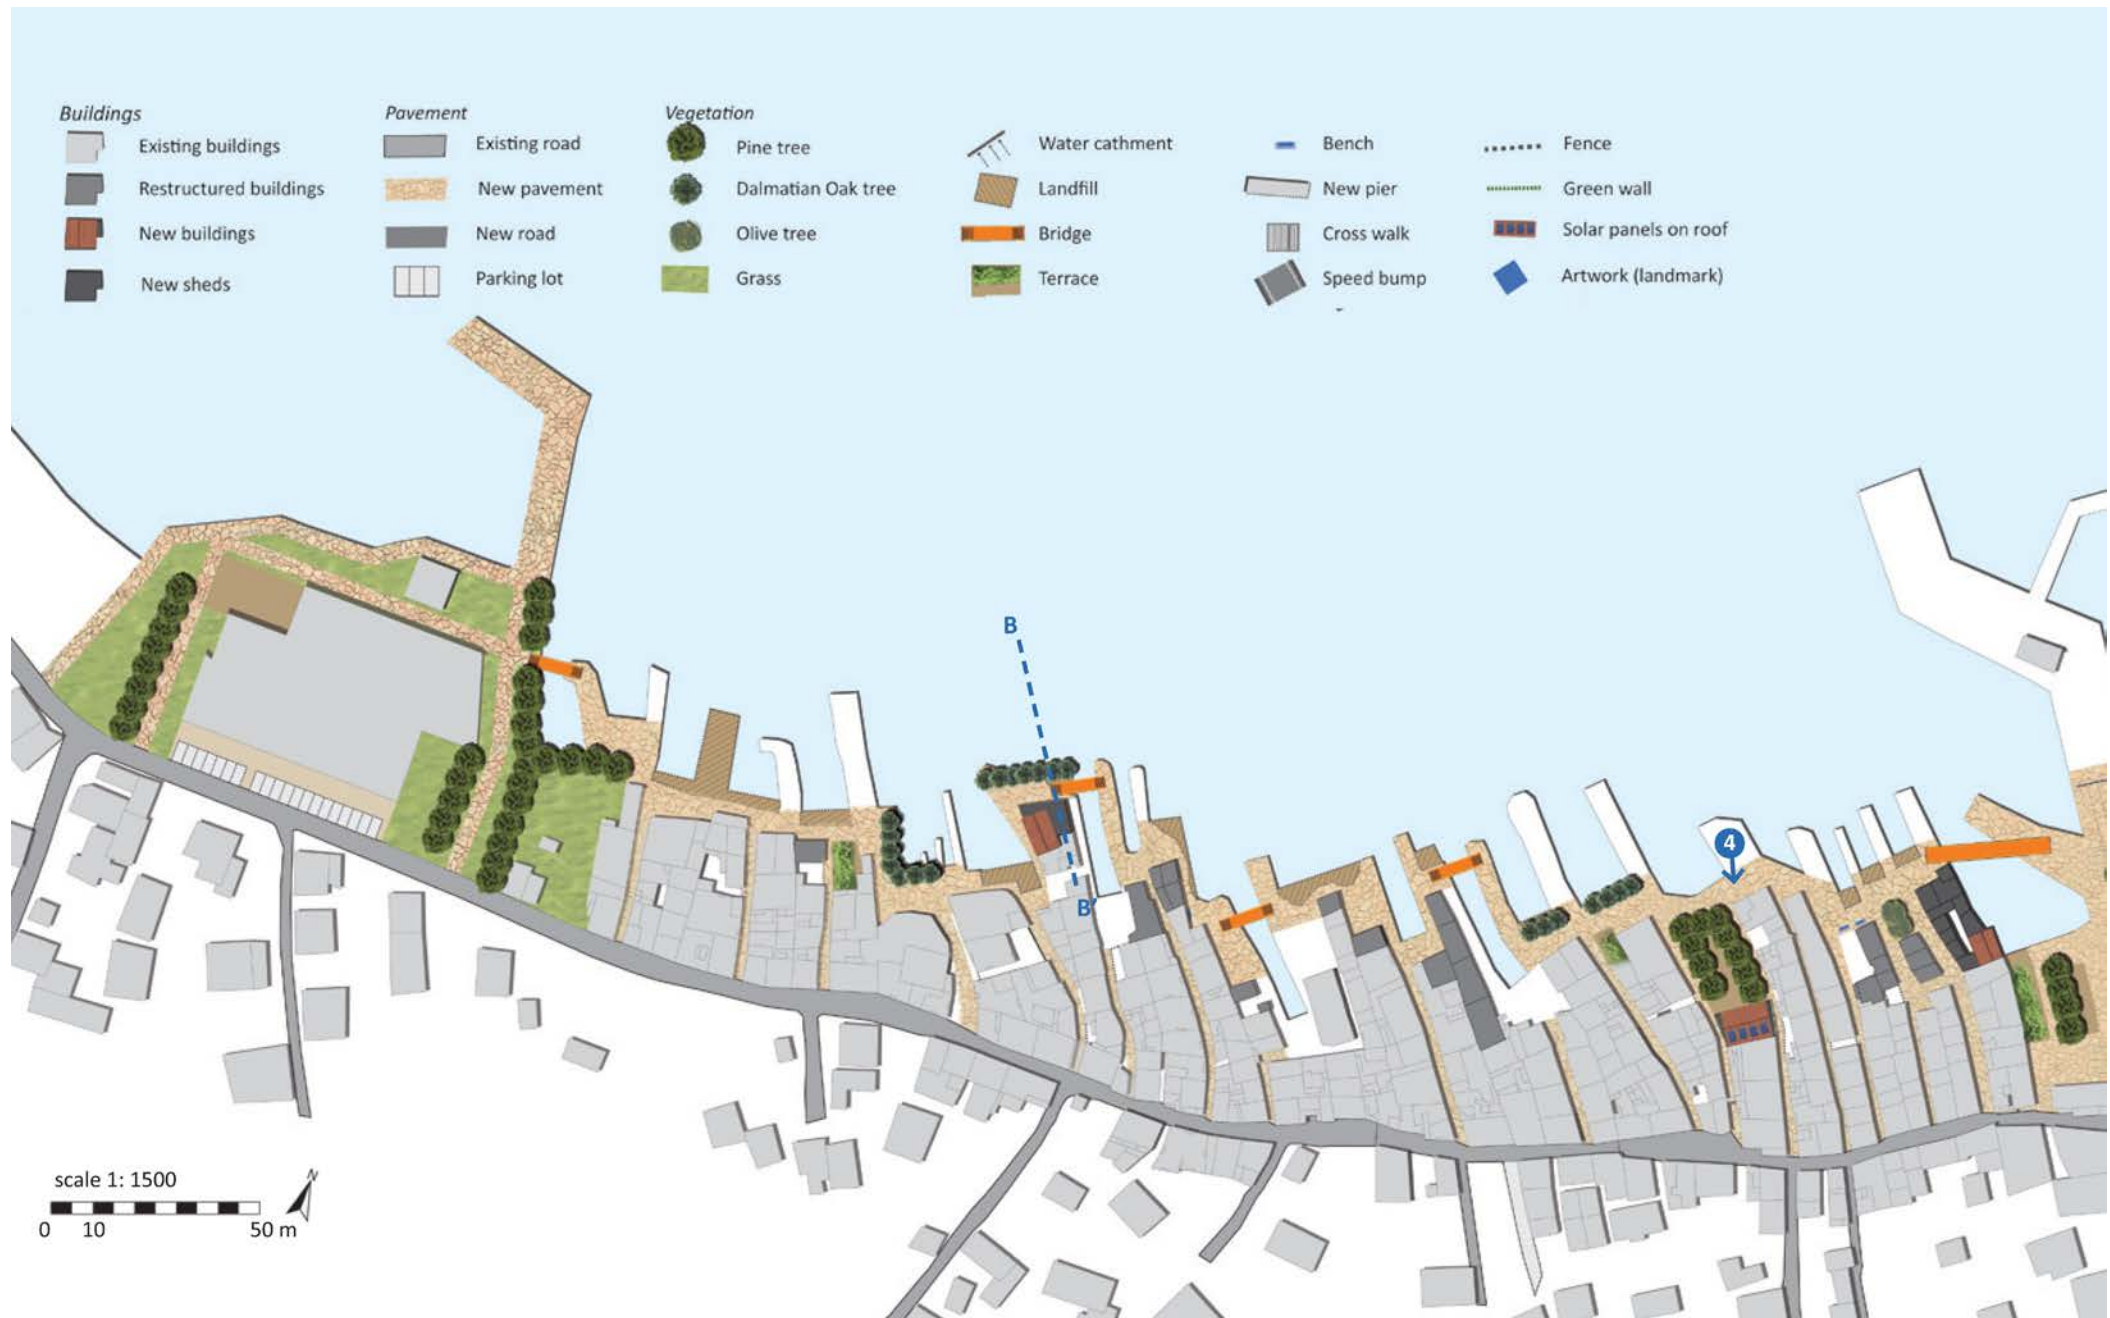 Buildings
Existing buildings
Restructured buildings
New buildings
New sheds
Pavement
Existing road
New pavement
New road
Parking lot
Vegetation
Pine tree
Dalmatian Oak tree
Olive tree
Grass
Water cathment
Landfill
Bridge
Terrace
Bench
New pier
Cross walk
Speed bump
Fence
Green wall
Solar panels on roof
Artwork (landmark)
B
4
B'
scale 1: 1500
N
0 10 50 m